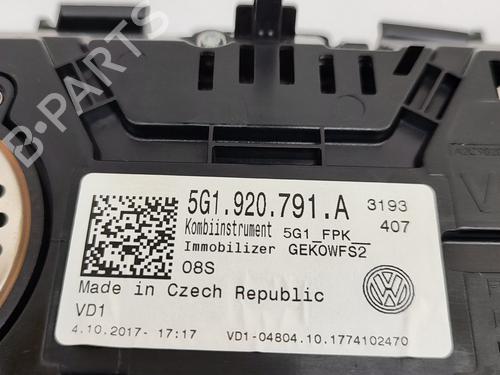 B-PARTS
5G1.920.791.A 3193
Kombiinstrument 5G1_FPK_ 407
Immobilizer GEKOWFS2
08S
Made in Czech Republic
VD1
4.10.2017- 17:17 VD1-04804.10.1774102470